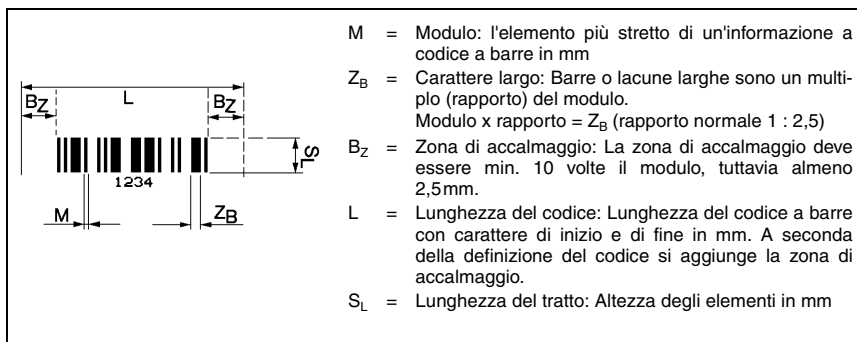 L
BZ
BZ
SL
1234
M
ZB
M = Modulo: l'elemento più stretto di un'informazione a
codice a barre in mm
ZB = Carattere largo: Barre o lacune larghe sono un multi-
plo (rapporto) del modulo.
Modulo x rapporto = ZB (rapporto normale 1 : 2,5)
BZ = Zona di accalmaggio: La zona di accalmaggio deve
essere min. 10 volte il modulo, tuttavia almeno
2,5mm.
L = Lunghezza del codice: Lunghezza del codice a barre
con carattere di inizio e di fine in mm. A seconda
della definizione del codice si aggiunge la zona di
accalmaggio.
SL = Lunghezza del tratto: Altezza degli elementi in mm